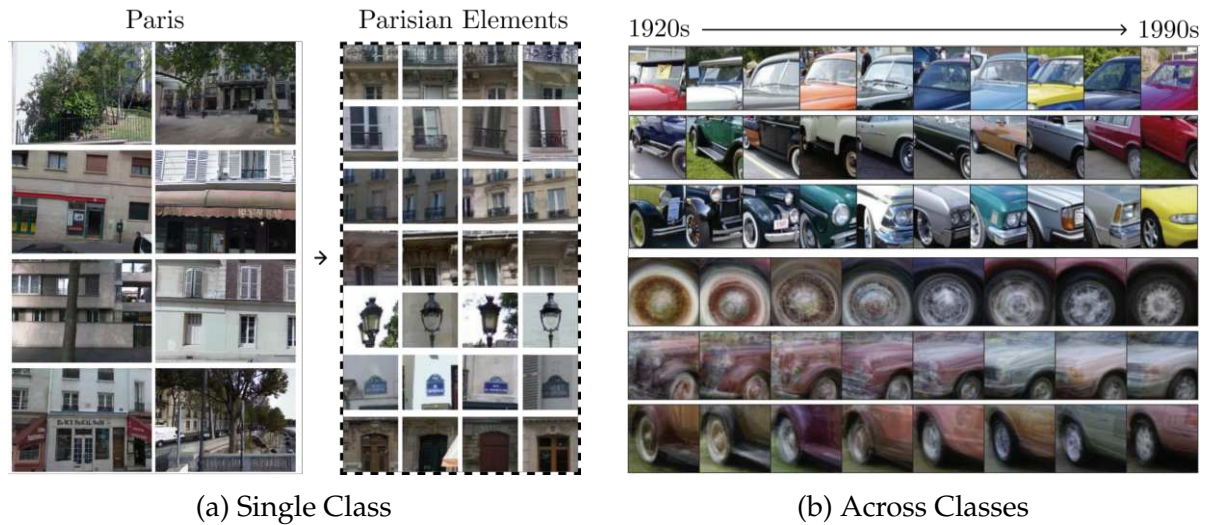 Paris
Parisian Elements
1920s
1990s
(a) Single Class
(b) Across Classes